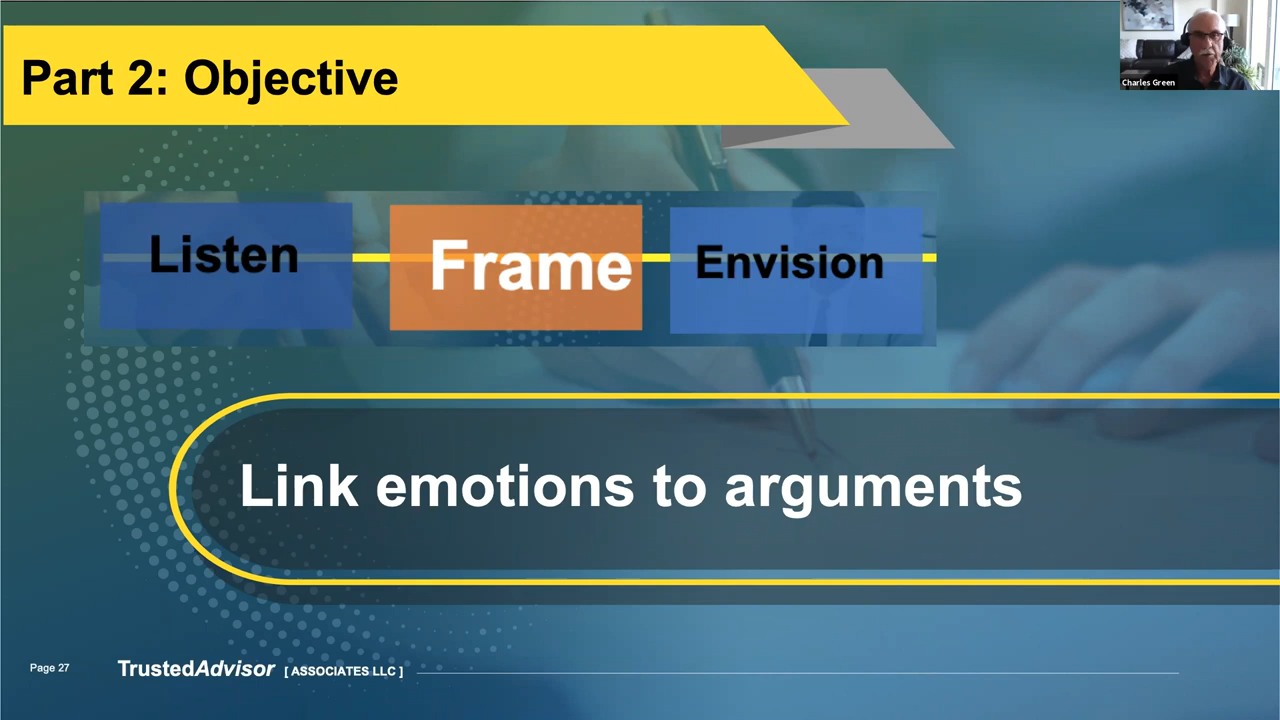 Part 2: Objective
Charles Green
Listen
Frame
Envision
Link emotions to arguments
Page 27
TrustedAdvisor [ ASSOCIATES LLC ]